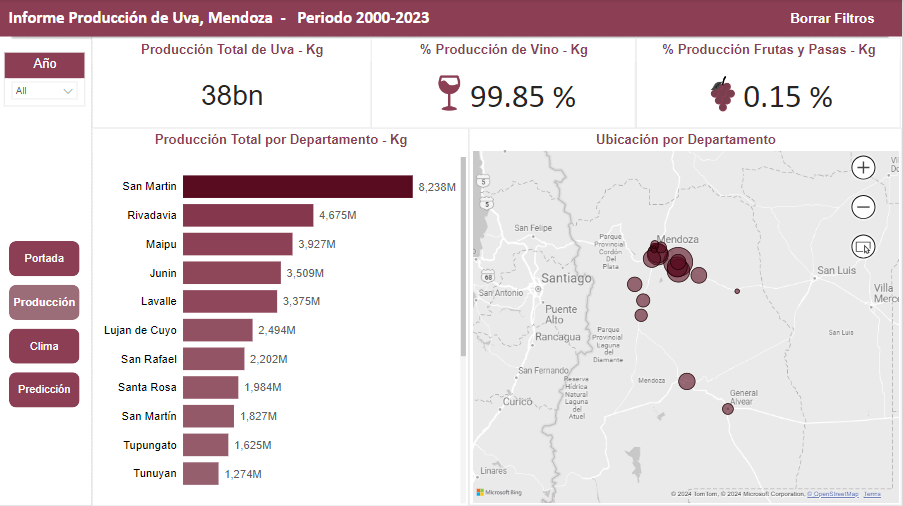 Informe Producción de Uva, Mendoza - Periodo 2000-2023
Borrar Filtros
Año
All
Producción Total de Uva - Kg
38bn
% Producción de Vino - Kg
99.85 %
% Producción Frutas y Pasas - Kg
0.15 %
Portada
Producción
Clima
Predicción
Producción Total por Departamento - Kg
San Martin 8,238M
Rivadavia 4,675M
Maipu 3,927M
Junin 3,509M
Lavalle 3,375M
Lujan de Cuyo 2,494M
San Rafael 2,202M
Santa Rosa 1,984M
San Martín 1,827M
Tupungato 1,625M
Tunuyan 1,274M
Ubicación por Departamento
5
5
San Felipe
Parque
Provincial
Cordón
Del
Plata
Mendoza
68
Santiago
San Antonio
Puente
Alto
Rancagua
San Luis
Villa
Merc
San Luis
Parque
Provincial
Laguna
del
Diamante
San Fernando
Reserva
Hídrica
Natural
Laguna
del
Atuel
Mendoza
General
Alvear
Curicó
Linares
Microsoft Bing
© 2024 TomTom, © 2024 Microsoft Corporation, © OpenStreetMap Terms